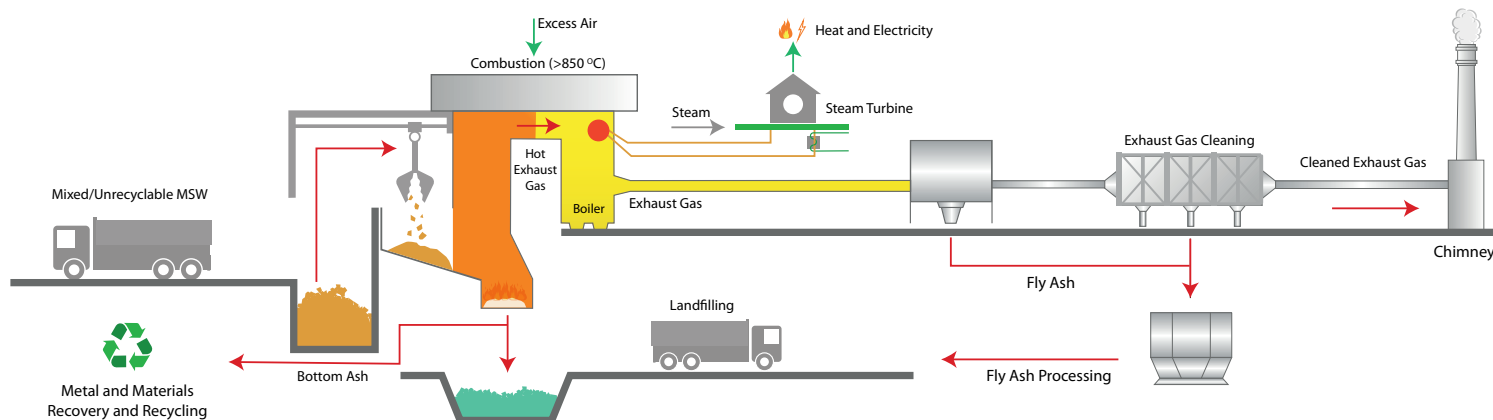 Excess Air
Combustion (>850 ⁰C)
Heat and Electricity
Steam
Steam Turbine
Hot
Exhaust
Gas
Exhaust Gas Cleaning
Cleaned Exhaust Gas
Mixed/Unrecyclable MSW
Boiler
Exhaust Gas
Chimney
Fly Ash
Landfilling
Bottom Ash
Fly Ash Processing
Metal and Materials
Recovery and Recycling